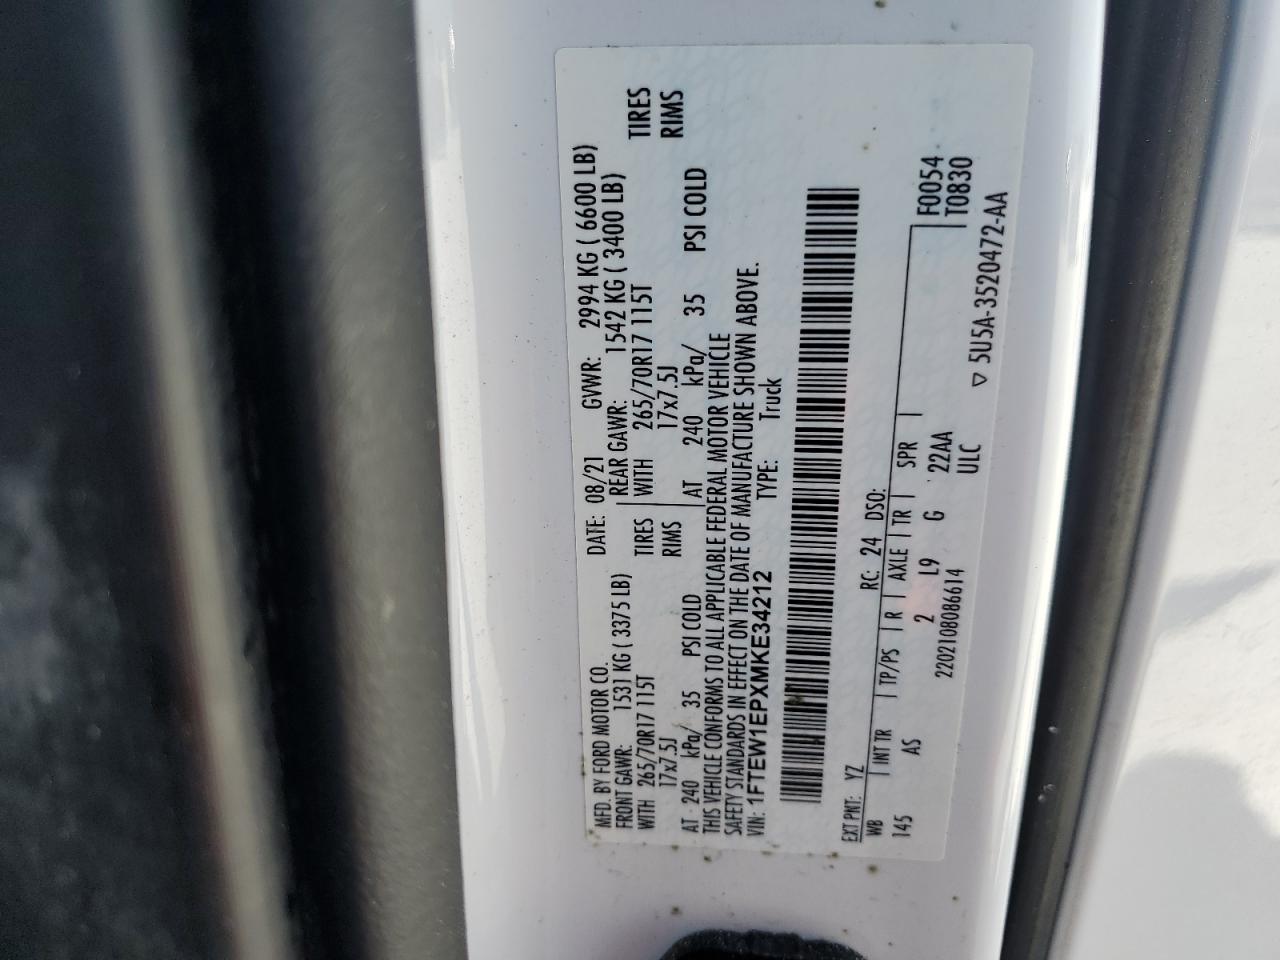 MFD. BY FORD MOTOR CO.
DATE: 08/21 GVWR: 2994 KG ( 6600 LB)
FRONT GAWR: 1531 KG ( 3375 LB) REAR GAWR: 1542 KG ( 3400 LB)
WITH 265/70R17 115T TIRES WITH 265/70R17 115T TIRES
17x7.5J RIMS 17x7.5J RIMS
AT 240 kPa/ 35 PSI COLD AT 240 kPa/ 35 PSI COLD
THIS VEHICLE CONFORMS TO ALL APPLICABLE FEDERAL MOTOR VEHICLE
SAFETY STANDARDS IN EFFECT ON THE DATE OF MANUFACTURE SHOWN ABOVE.
VIN: 1FTEW1EPXMKE34212 TYPE: Truck
EXT PNT: YZ RC: 24 DSO: F0054
WB INT TR TP/PS R AXLE TR SPR T0830
145 AS 2 L9 G 22AA
2202108086614 ULC ▽ 5U5A-3520472-AA